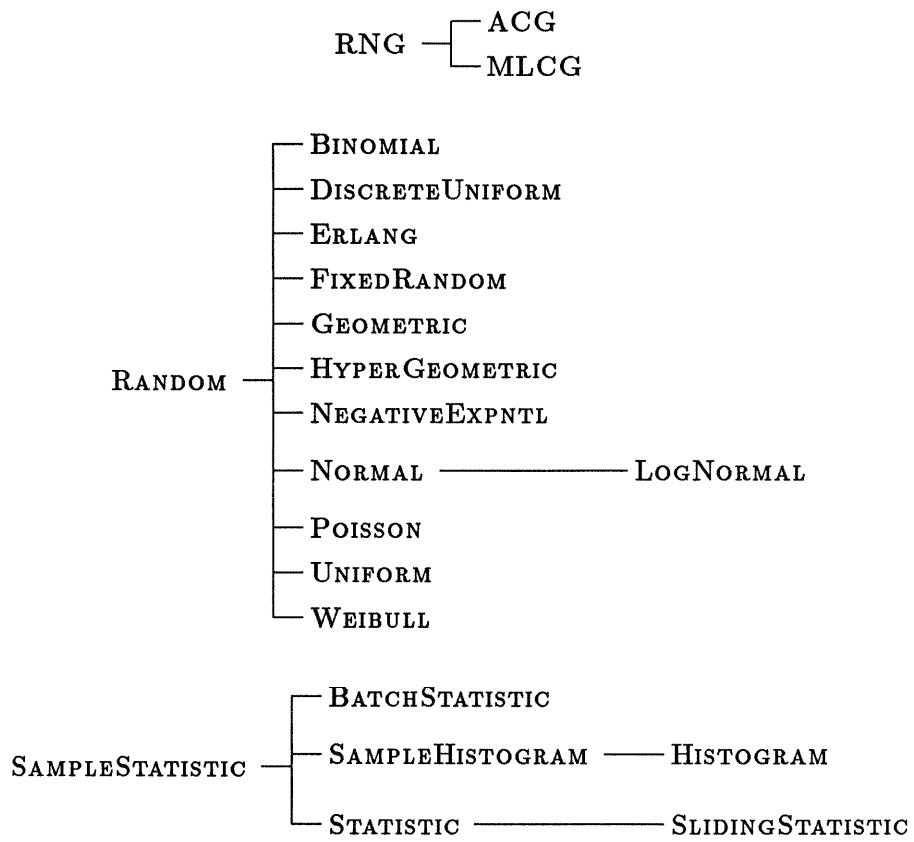 RNG
ACG
MLCG
BINOMIAL
DISCRETEUNIFORM
ERLANG
FIXEDRANDOM
GEOMETRIC
HYPERGEOMETRIC
RANDOM
NEGATIVEEXPNTL
NORMAL LOGNORMAL
POISSON
UNIFORM
WEIBULL
BATCHSTATISTIC
SAMPLEHISTOGRAM HISTOGRAM
SAMPLESTATISTIC
STATISTIC SLIDINGSTATISTIC